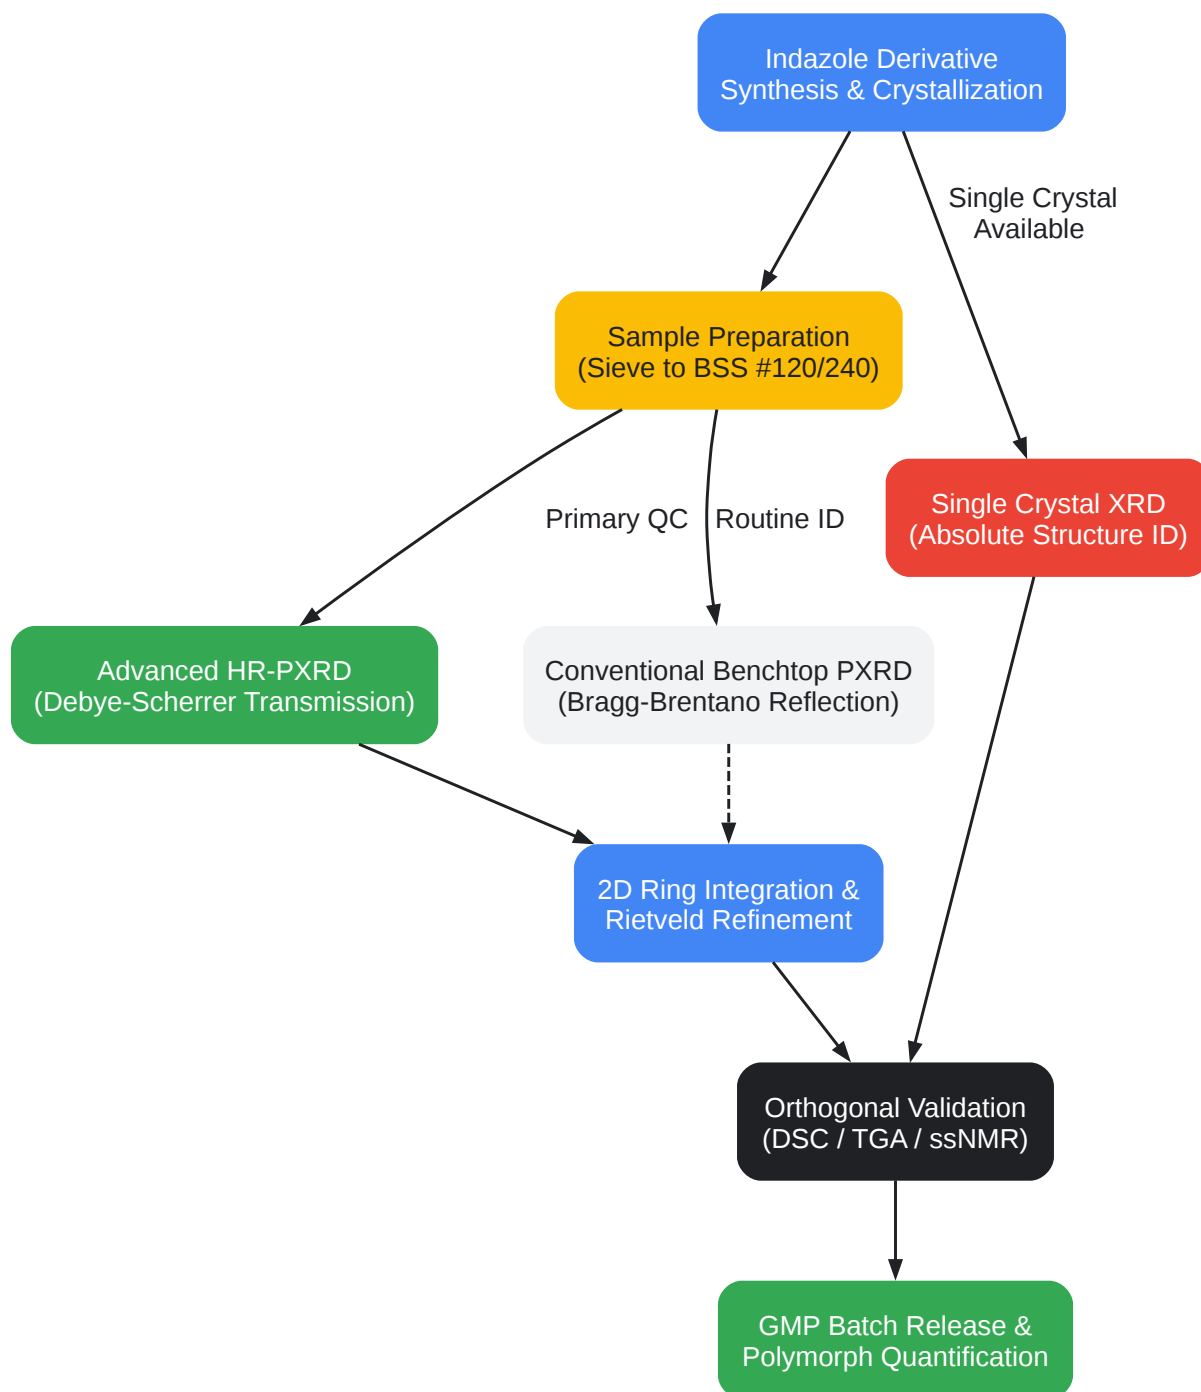 Indazole Derivative
Synthesis & Crystallization
Single Crystal
Available
Sample Preparation
(Sieve to BSS #120/240)
Primary QC
Routine ID
Single Crystal XRD
(Absolute Structure ID)
Advanced HR-PXRD
(Debye-Scherrer Transmission)
Conventional Benchtop PXRD
(Bragg-Brentano Reflection)
2D Ring Integration &
Rietveld Refinement
Orthogonal Validation
(DSC / TGA / ssNMR)
GMP Batch Release &
Polymorph Quantification